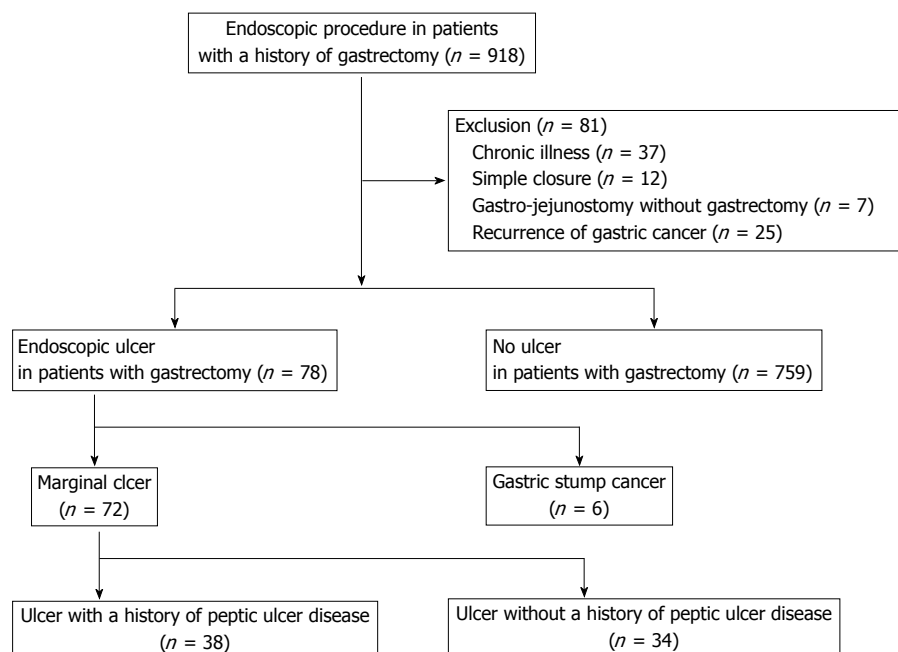 Endoscopic procedure in patients
with a history of gastrectomy (n = 918)
Exclusion (n = 81)
Chronic illness (n = 37)
Simple closure (n = 12)
Gastro-jejunostomy without gastrectomy (n = 7)
Recurrence of gastric cancer (n = 25)
Endoscopic ulcer
in patients with gastrectomy (n = 78)
No ulcer
in patients with gastrectomy (n = 759)
Marginal clcer
(n = 72)
Gastric stump cancer
(n = 6)
Ulcer with a history of peptic ulcer disease
(n = 38)
Ulcer without a history of peptic ulcer disease
(n = 34)